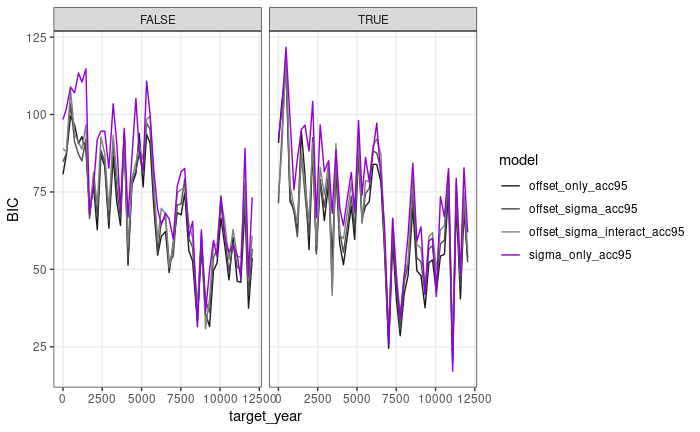 FALSE TRUE
125
100
75
50
25
BIC
0 2500 5000 7500 10000 12500 0 2500 5000 7500 10000 12500
target_year
model
offset_only_acc95
offset_sigma_acc95
offset_sigma_interact_acc95
sigma_only_acc95